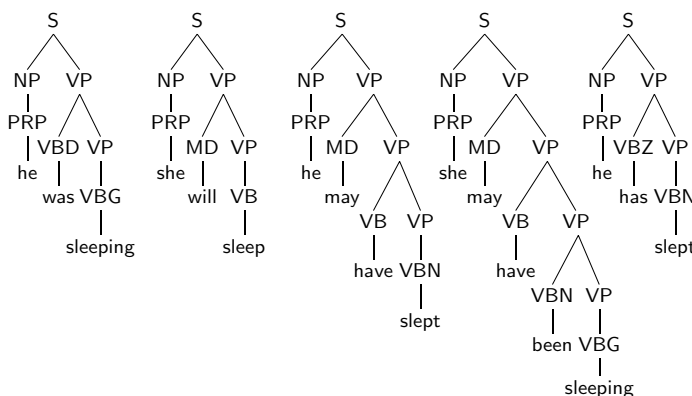 S S S S S
NP VP NP VP NP VP NP VP NP VP
PRP PRP PRP PRP PRP
VBD VP MD VP MD VP MD VP VBZ VP
he she he she he
was VBG will VB may may has VBN
VB VP VB VP
sleeping sleep slept
have VBN have
VBN VP
slept
been VBG
sleeping